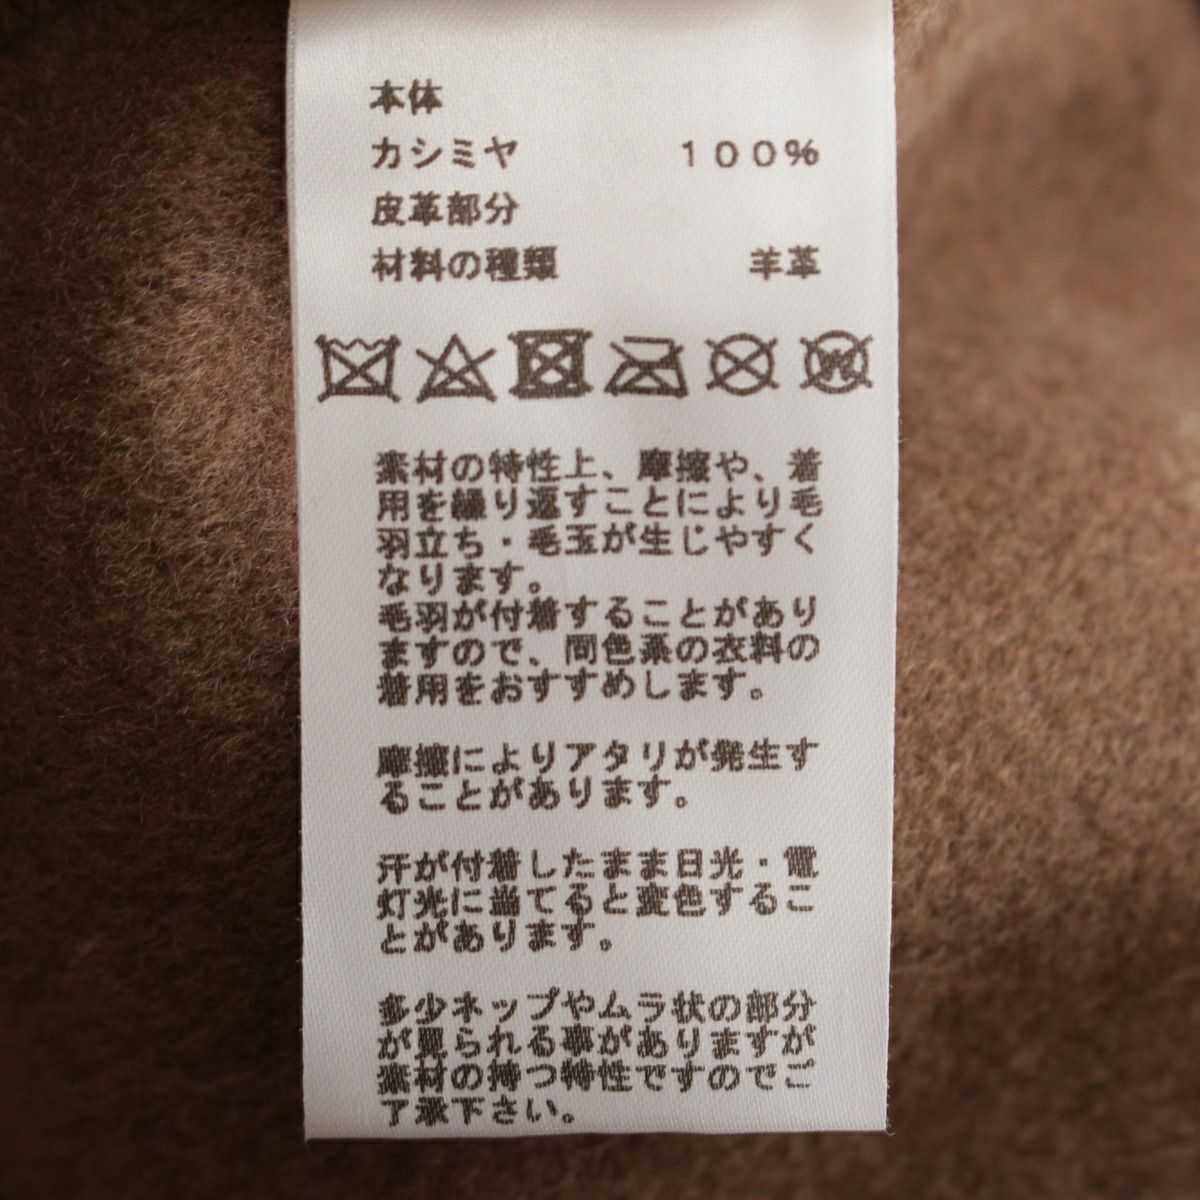 本体
カシミヤ 100%
皮革部分
材料の種類 羊革
W
素材の特性上、摩擦や、着
用を繰り返すことにより毛
羽立ち・毛玉が生じやすく
なります。
毛羽が付着することがあり
ますので、同色系の衣料の
着用をおすすめします。
摩擦によりアタリが発生す
ることがあります。
汗が付着したまま日光・電
灯光に当てると変色するこ
とがあります。
多少ネップやムラ状の部分
が見られる事がありますが
素材の持つ特性ですのでご
了承下さい。